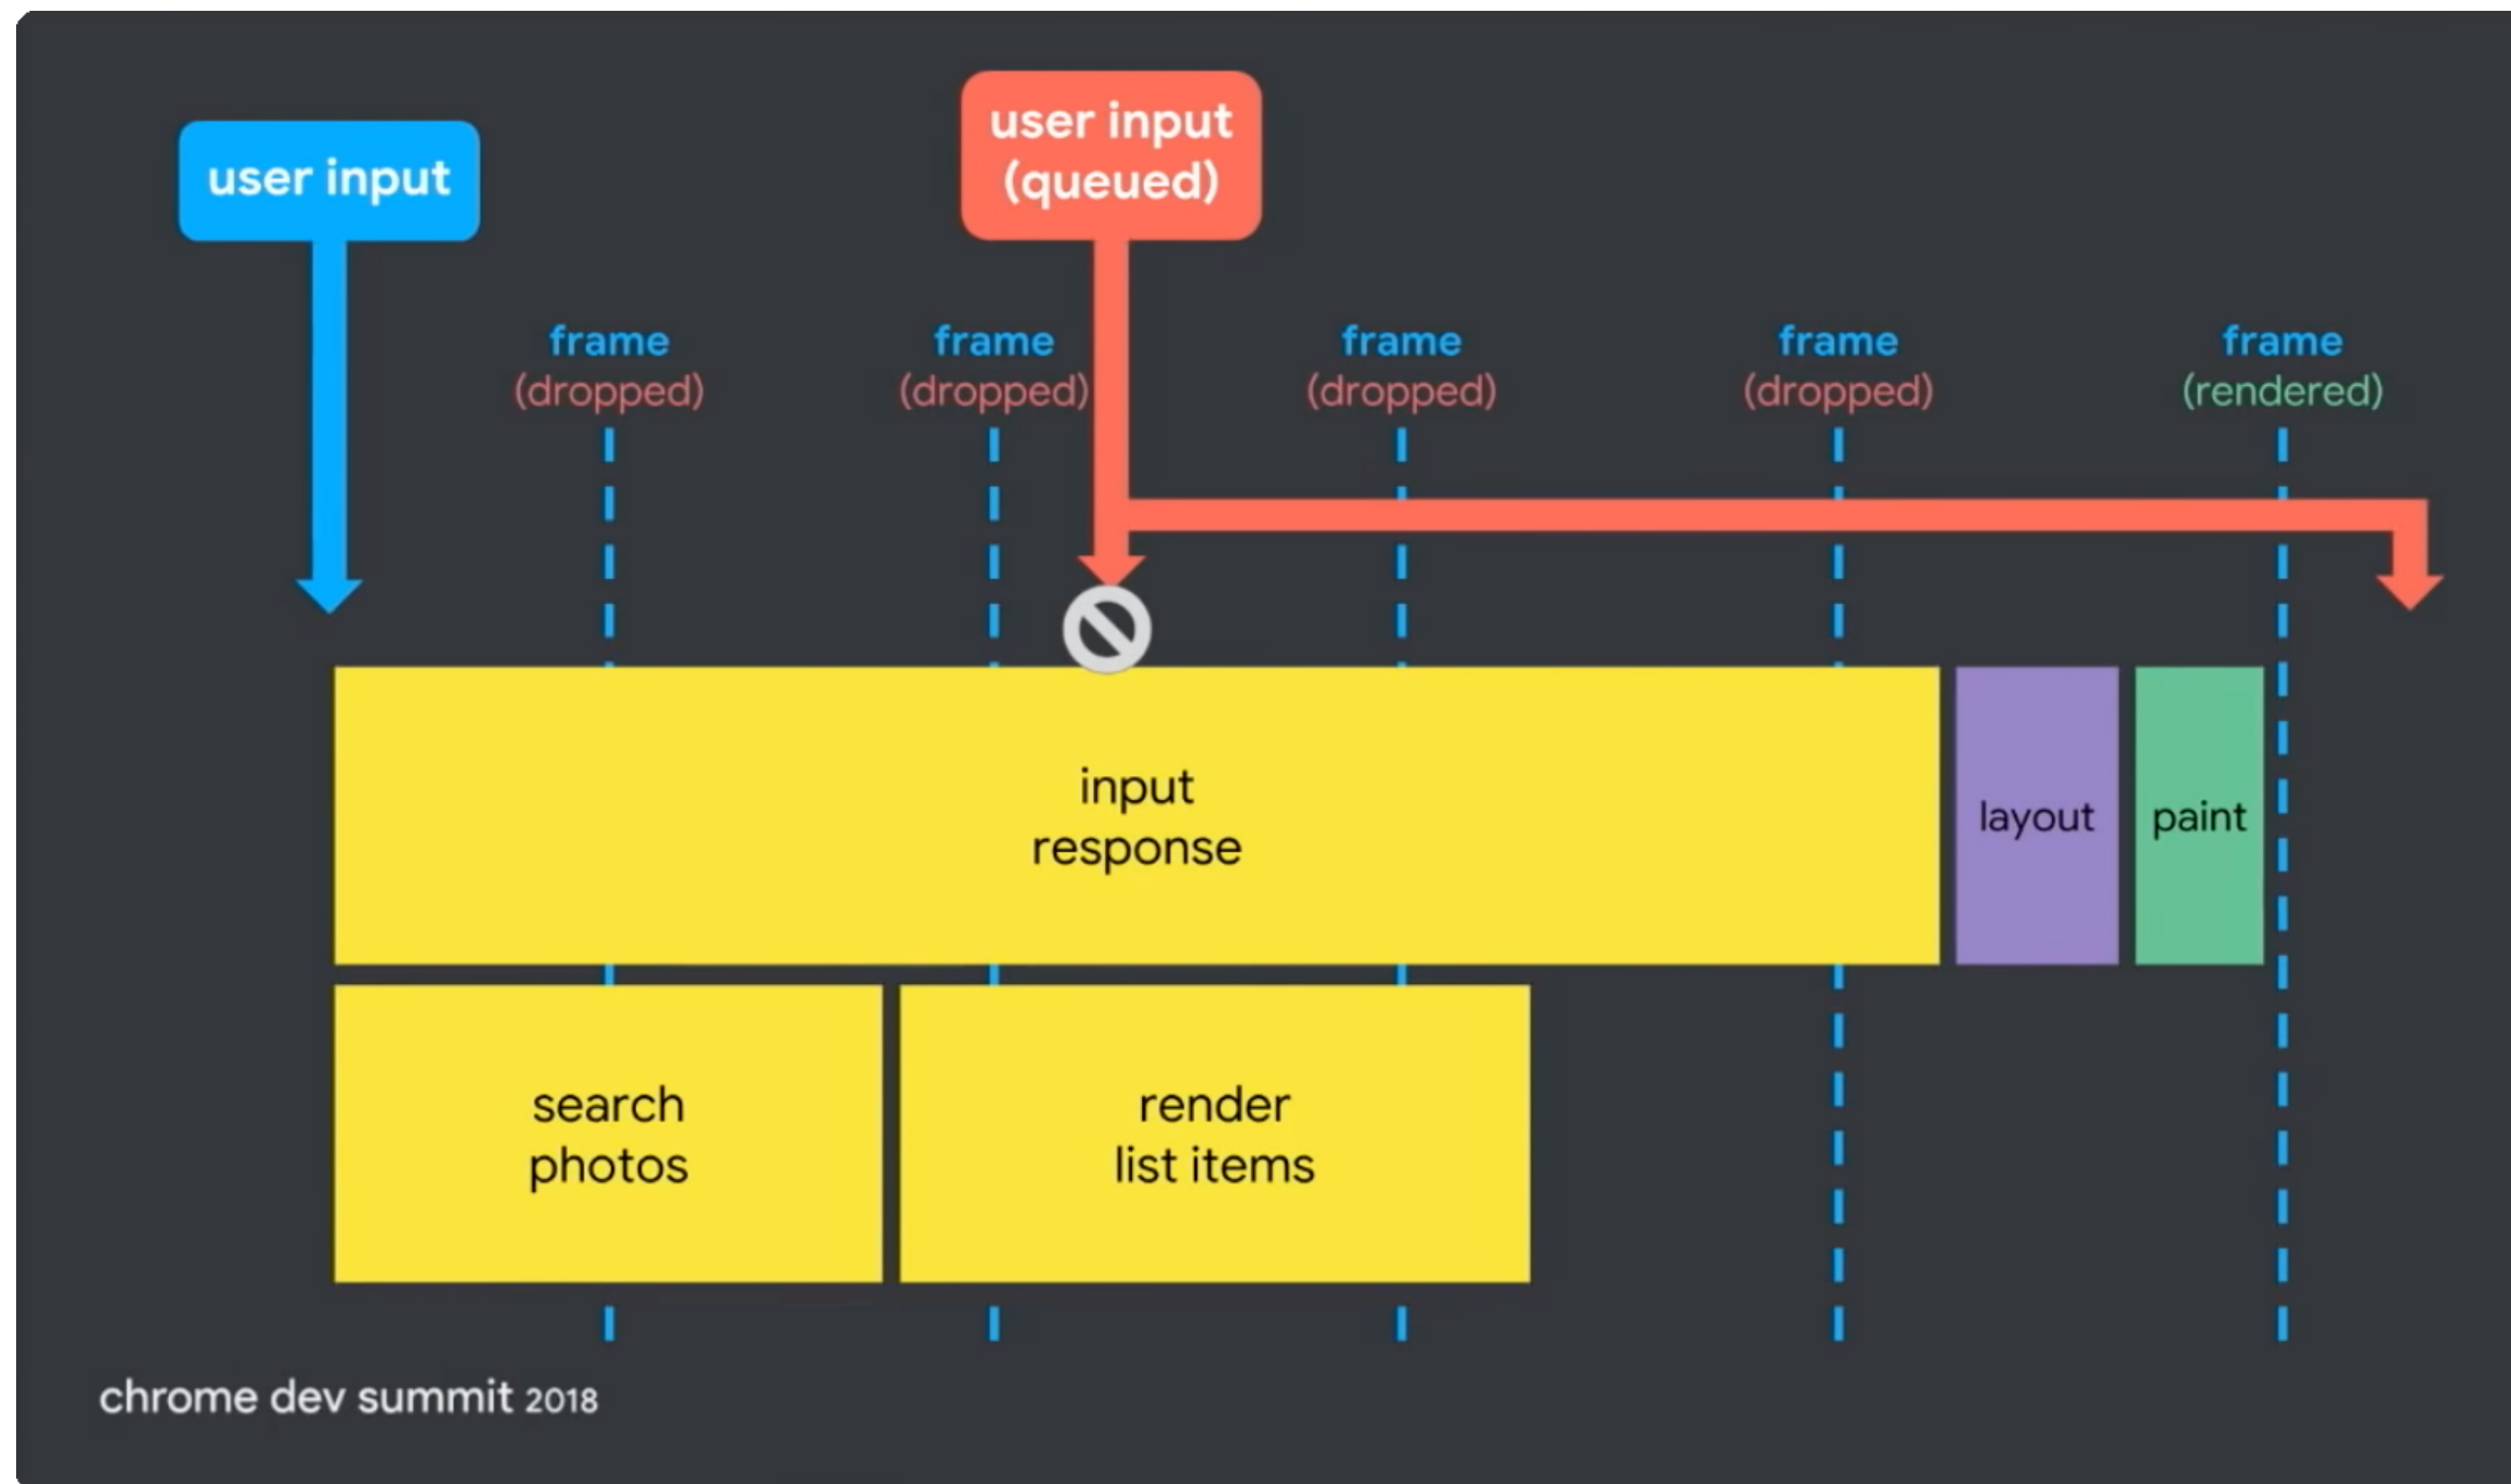 user input
user input
(queued)
frame
(dropped)
frame
(dropped)
frame
(dropped)
frame
(dropped)
frame
(rendered)
input
response
layout
paint
search
photos
render
list items
chrome dev summit 2018